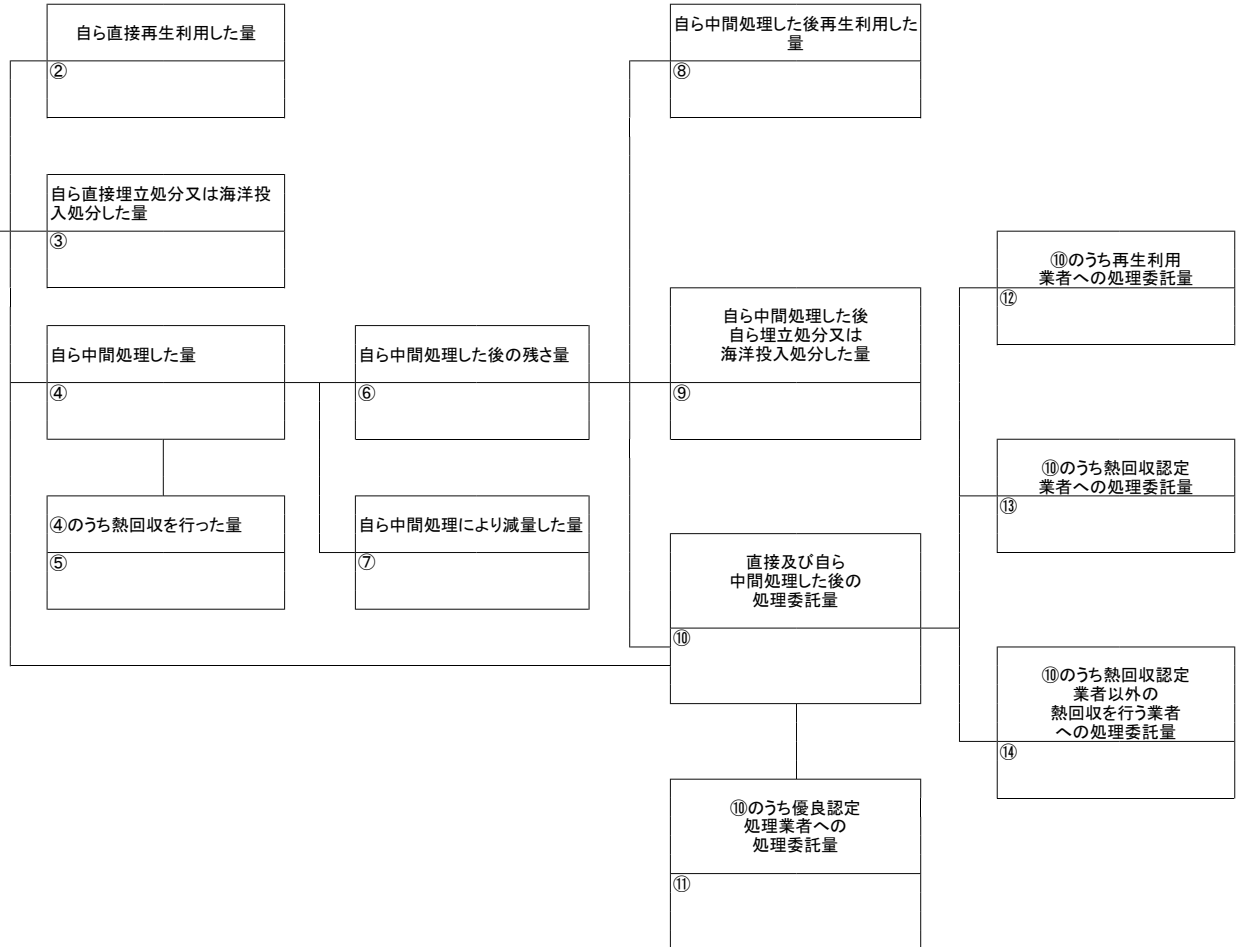 自ら直接再生利用した量
②
自ら直接埋立処分又は海洋投
入処分した量
③
自ら中間処理した量
④
④のうち熱回収を行った量
⑤
自ら中間処理した後の残さ量
⑥
自ら中間処理により減量した量
⑦
自ら中間処理した後再生利用した
量
⑧
自ら中間処理した後
自ら埋立処分又は
海洋投入処分した量
⑨
直接及び自ら
中間処理した後の
処理委託量
⑩
⑩のうち優良認定
処理業者への
処理委託量
⑪
⑩のうち再生利用
業者への処理委託量
⑫
⑩のうち熱回収認定
業者への処理委託量
⑬
⑩のうち熱回収認定
業者以外の
熱回収を行う業者
への処理委託量
⑭